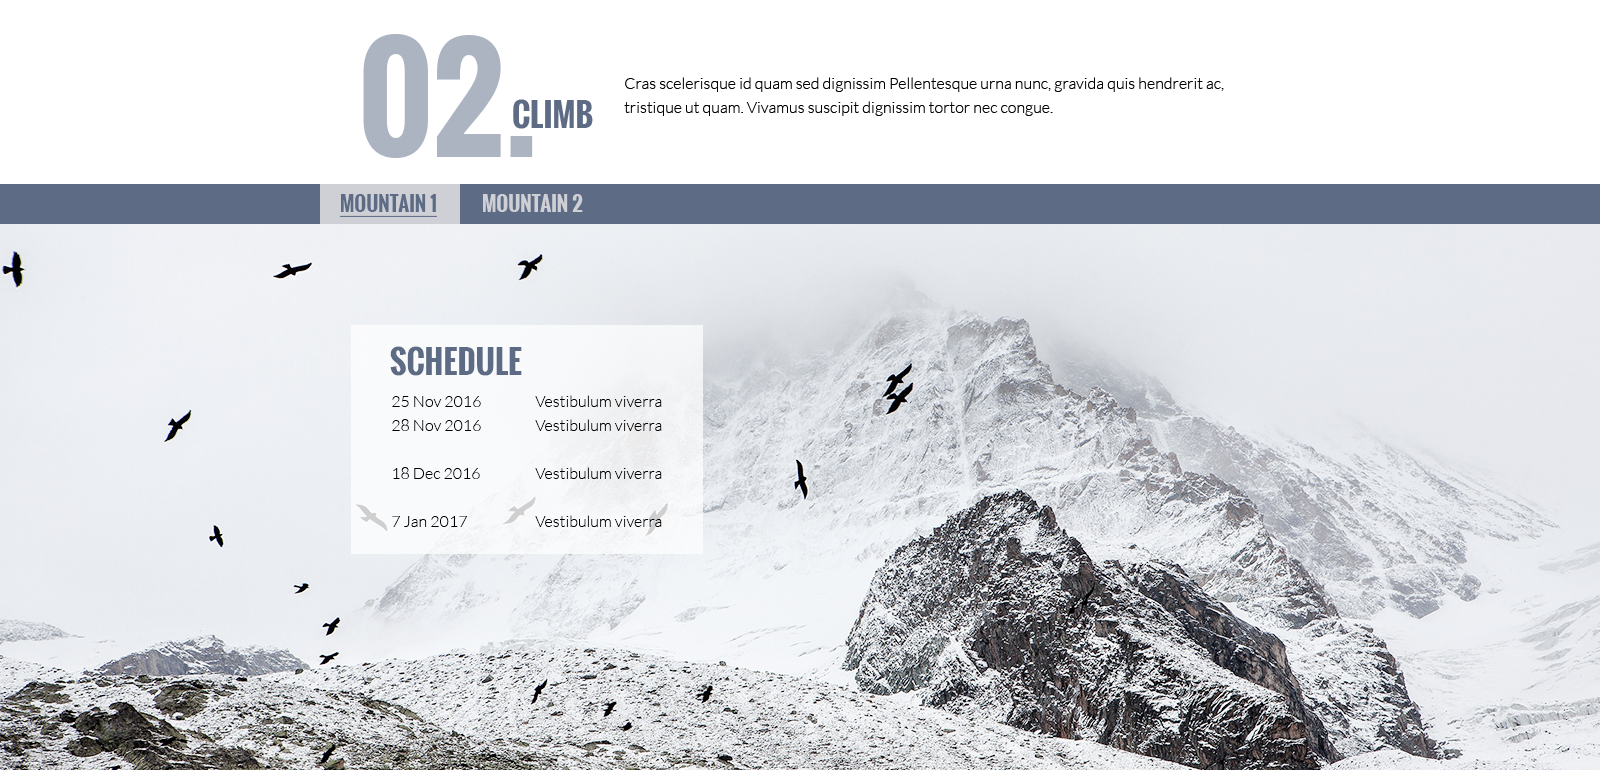 02.
CLIMB
Cras scelerisque id quam sed dignissim Pellentesque urna nunc, gravida quis hendrerit ac,
tristique ut quam. Vivamus suscipit dignissim tortor nec congue.
MOUNTAIN 1 MOUNTAIN 2
SCHEDULE
25 Nov 2016 Vestibulum viverra
28 Nov 2016 Vestibulum viverra
18 Dec 2016 Vestibulum viverra
7 Jan 2017 Vestibulum viverra